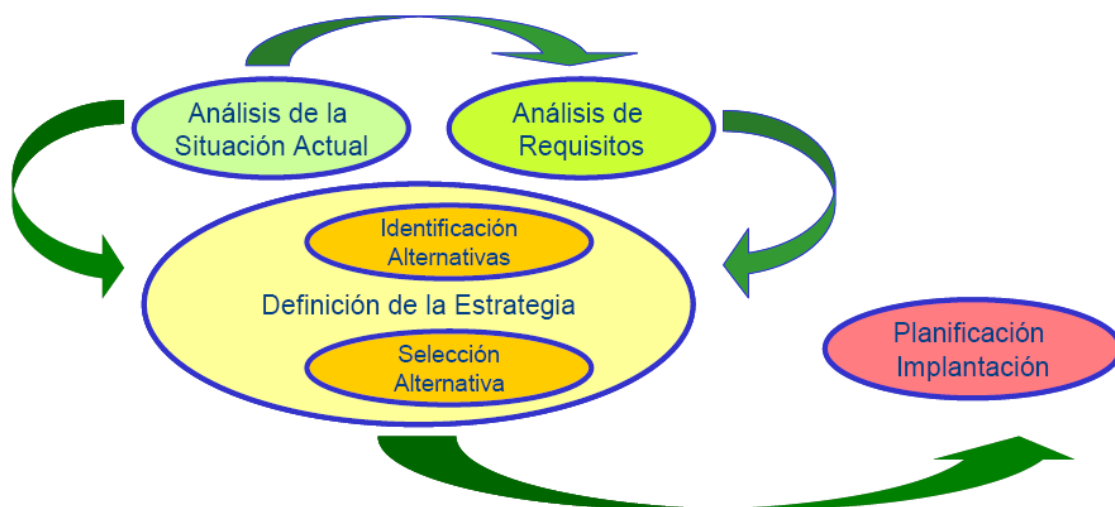 Análisis de la
Situación Actual
Análisis de
Requisitos
Identificación
Alternativas
Definición de la Estrategia
Selección
Alternativa
Planificación
Implantación